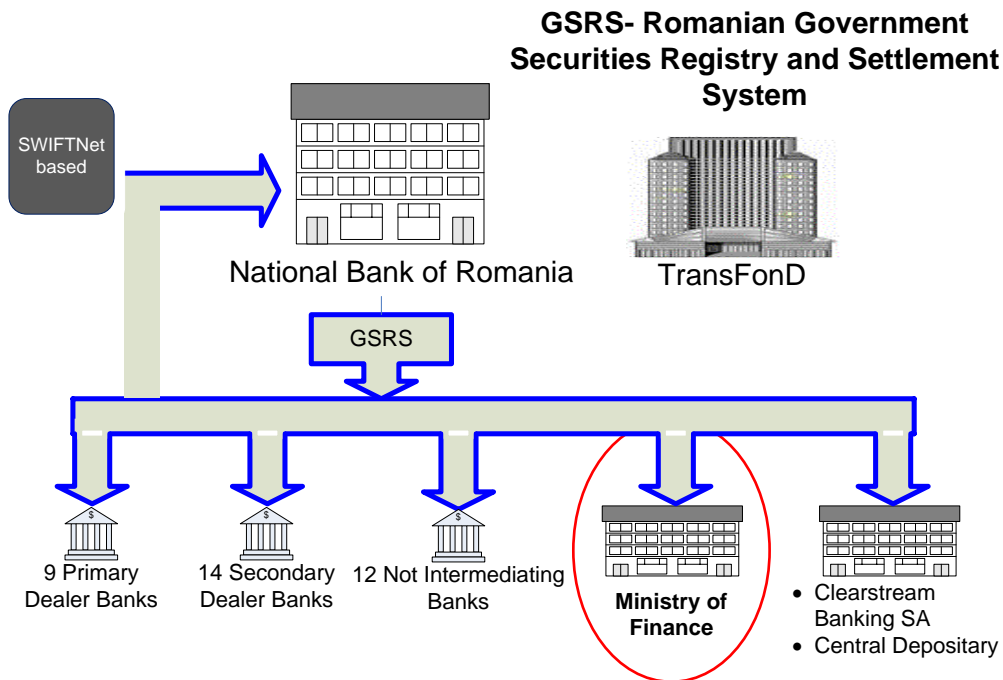 GSRS- Romanian Government
Securities Registry and Settlement
System
SWIFTNet
based
National Bank of Romania
TransFonD
GSRS
$
$
$
9 Primary
Dealer Banks
14 Secondary
Dealer Banks
12 Not Intermediating
Banks
Ministry of
Finance
• Clearstream
Banking SA
• Central Depositary